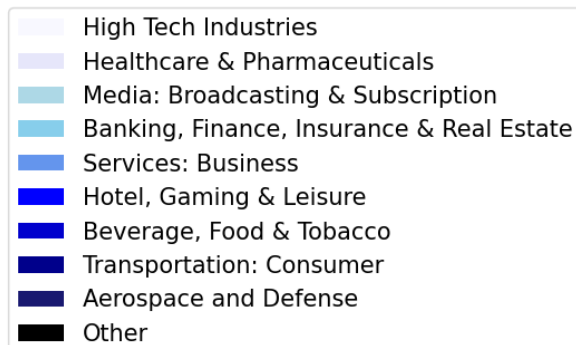 High Tech Industries
Healthcare & Pharmaceuticals
Media: Broadcasting & Subscription
Banking, Finance, Insurance & Real Estate
Services: Business
Hotel, Gaming & Leisure
Beverage, Food & Tobacco
Transportation: Consumer
Aerospace and Defense
Other